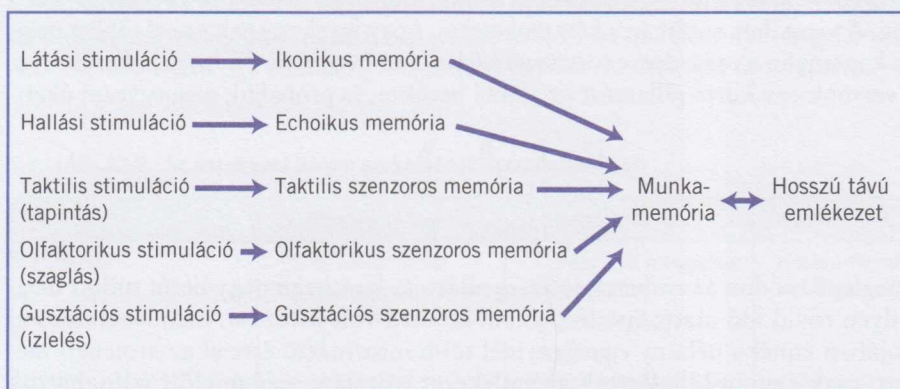 Látási stimuláció Ikonikus memória
Hallási stimuláció Echoikus memória
Taktilis stimuláció Taktilis szenzoros memória Munka- Hosszú távú
(tapintás) memória emlékezet
Olfaktorikus stimuláció Olfaktorikus szenzoros memória
(szaglás)
Gusztációs stimuláció Gusztációs szenzoros memória
(ízlelés)